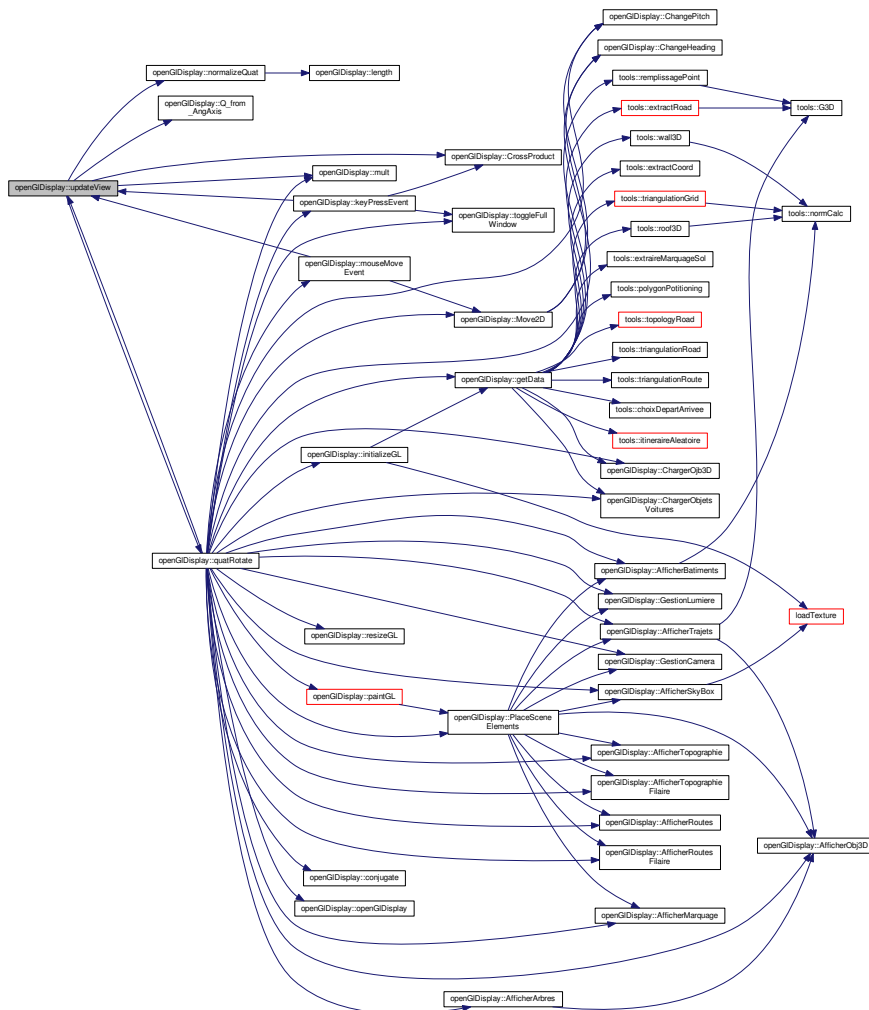 openGlDisplay::ChangePitch
openGlDisplay::ChangeHeading
openGlDisplay::normalizeQuat
openGlDisplay::length
tools::remplissagePoint
openGlDisplay::Q_from
_AngAxis
tools::extractRoad
tools::G3D
tools::wall3D
openGlDisplay::CrossProduct
tools::extractCoord
openGlDisplay::mult
openGlDisplay::updateView
openGlDisplay::keyPressEvent
tools::triangulationGrid
openGlDisplay::toggleFull
Window
tools::normCalc
tools::roof3D
openGlDisplay::mouseMove
Event
tools::extraireMarquageSol
tools::polygonPotitioning
openGlDisplay::Move2D
tools::topologyRoad
tools::triangulationRoad
openGlDisplay::getData
tools::triangulationRoute
tools::choixDepartArrivee
tools::itineraireAleatoire
openGlDisplay::initializeGL
openGlDisplay::ChargerOjb3D
openGlDisplay::ChargerObjets
Voitures
openGlDisplay::quatRotate
openGlDisplay::AfficherBatiments
openGlDisplay::GestionLumiere
loadTexture
openGlDisplay::resizeGL
openGlDisplay::AfficherTrajets
openGlDisplay::GestionCamera
openGlDisplay::paintGL
openGlDisplay::AfficherSkyBox
openGlDisplay::PlaceScene
Elements
openGlDisplay::AfficherTopographie
openGlDisplay::AfficherTopographie
Filaire
openGlDisplay::AfficherRoutes
openGlDisplay::AfficherObj3D
openGlDisplay::AfficherRoutes
Filaire
openGlDisplay::conjugate
openGlDisplay::openGlDisplay
openGlDisplay::AfficherMarquage
openGlDisplay::AfficherArbres